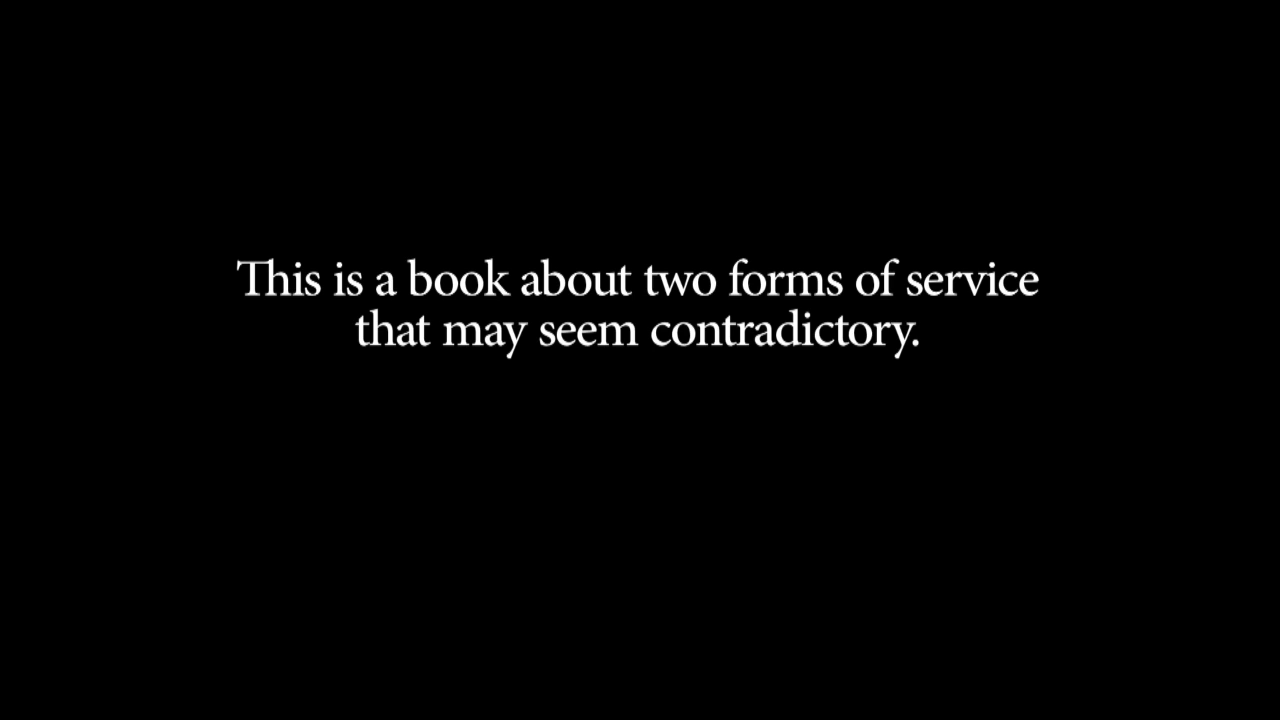 This is a book about two forms of service
that may seem contradictory.